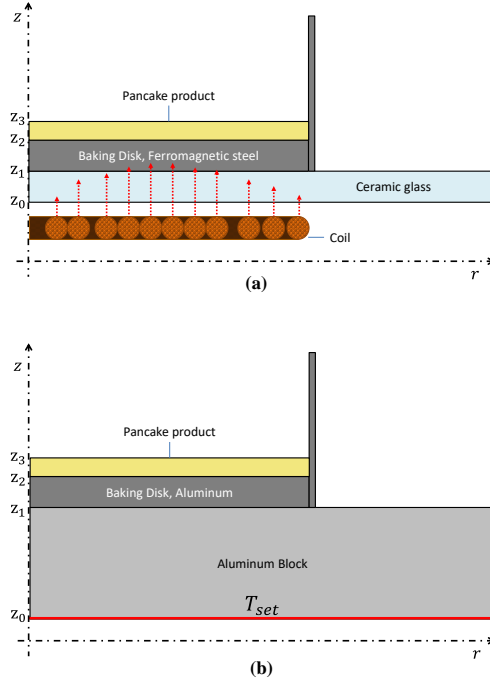 z
Pancake product
z3
z2
Baking Disk, Ferromagnetic steel
z1
Ceramic glass
z0
Coil
r
(a)
z
Pancake product
z3
z2
Baking Disk, Aluminum
z1
Aluminum Block
Tset
z0
r
(b)